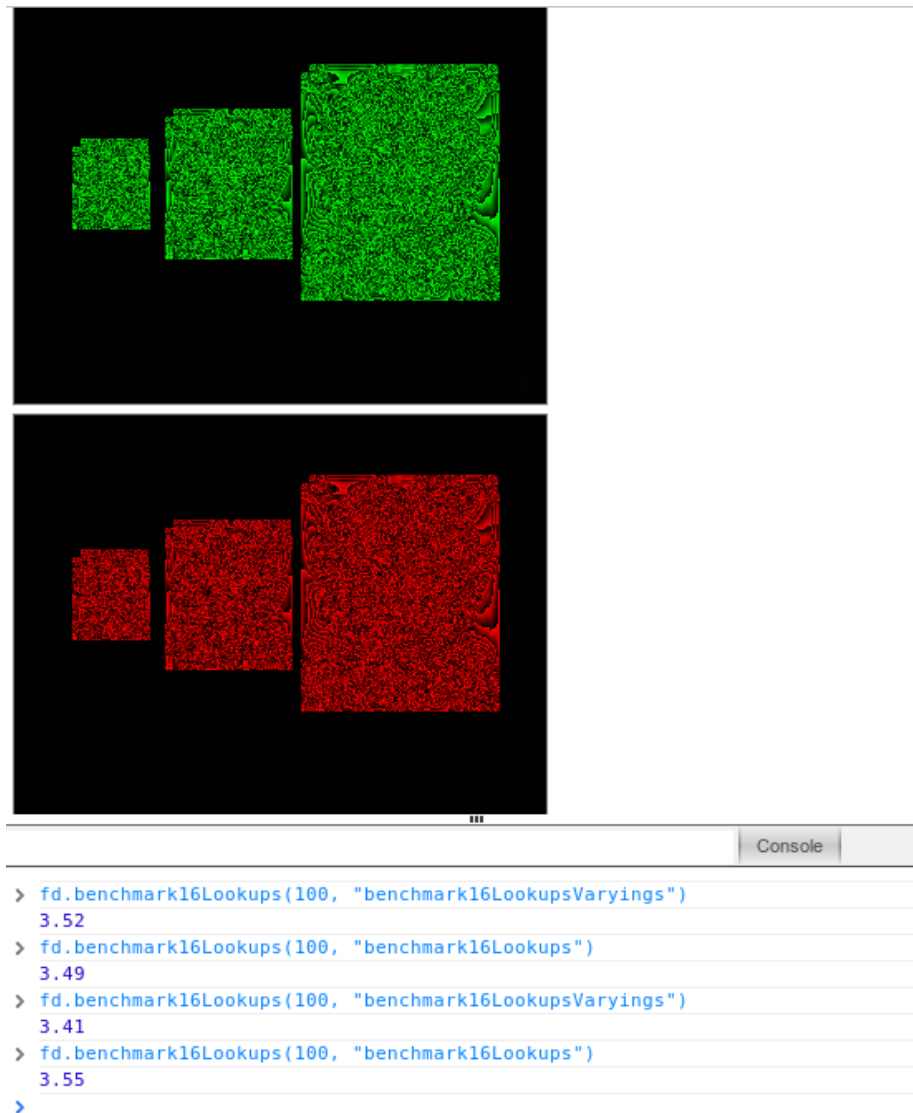 Console
> fd.benchmark16Lookups(100, "benchmark16LookupsVaryings")
3.52
> fd.benchmark16Lookups(100, "benchmark16Lookups")
3.49
> fd.benchmark16Lookups(100, "benchmark16LookupsVaryings")
3.41
> fd.benchmark16Lookups(100, "benchmark16Lookups")
3.55
>